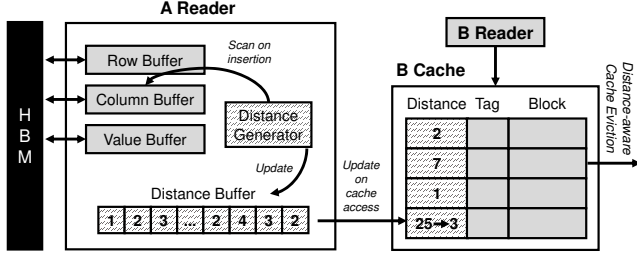 A Reader
H
B
M
Row Buffer
Column Buffer
Value Buffer
Scan on
insertion
Distance
Generator
Update
Distance Buffer
1 2 3 ... 2 4 3 2
Update
on
cache
access
B Reader
B Cache
Distance Tag Block
2
7
1
25→3
Distance-aware
Cache Eviction